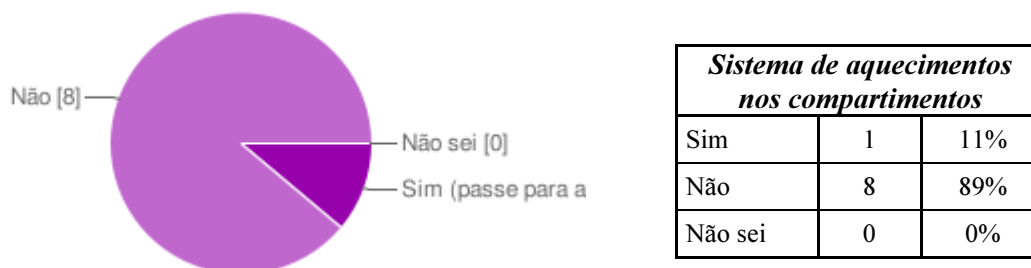 Não [8]
Não sei [0]
Sim (passe para a
Sistema de aquecimentos
nos compartimentos
Sim 1 11%
Não 8 89%
Não sei 0 0%